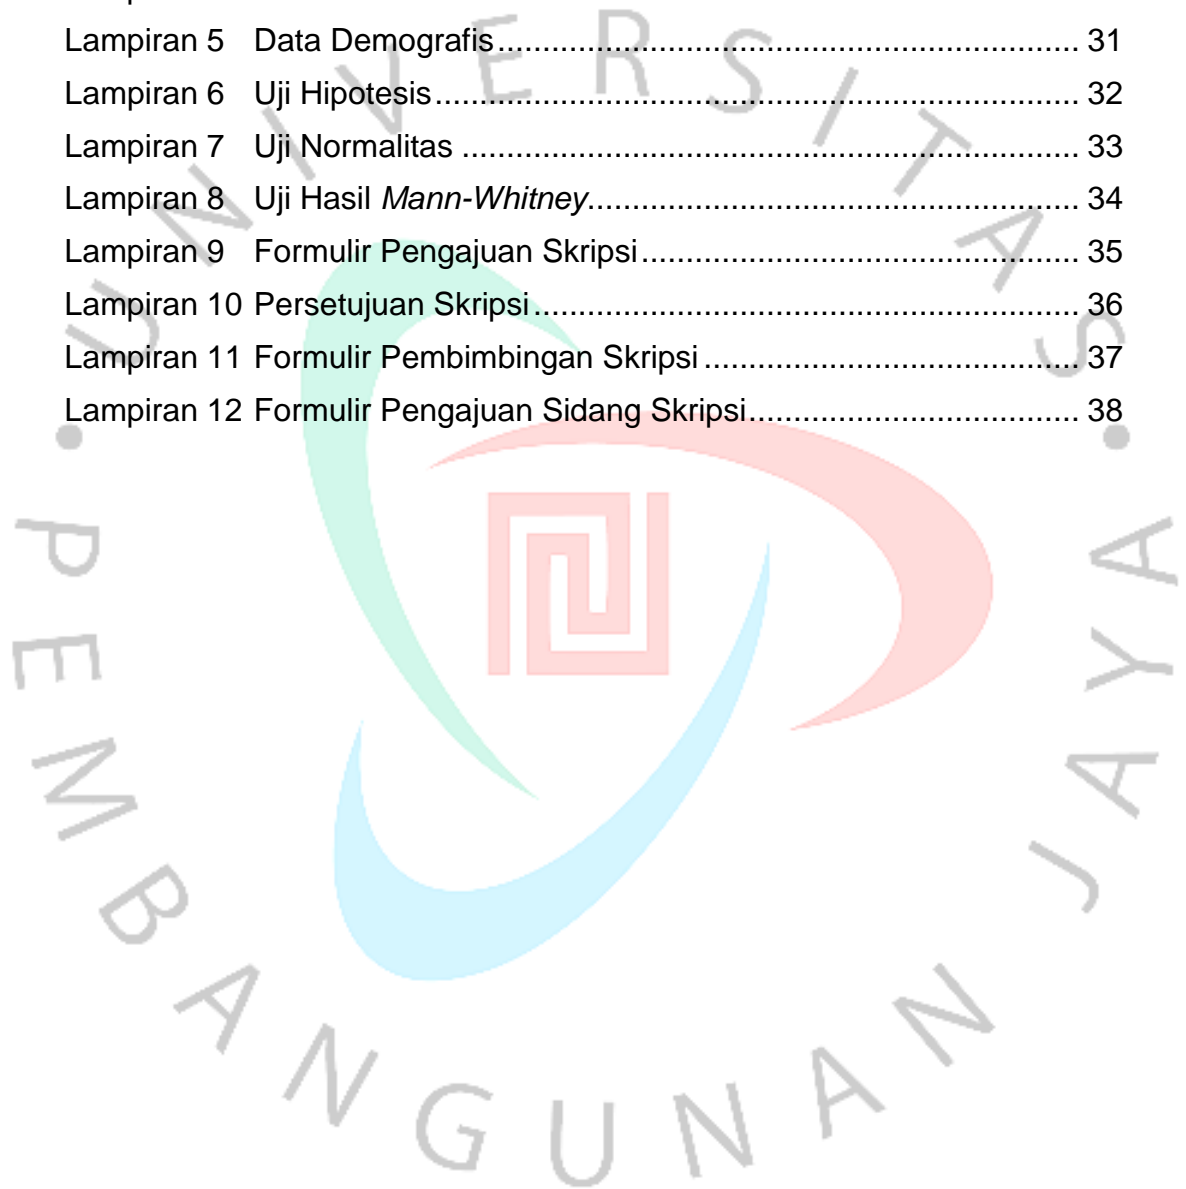 Lampiran 5 Data Demografis.................................................................. 31
Lampiran 6 Uji Hipotesis......................................................................... 32
Lampiran 7 Uji Normalitas ...................................................................... 33
Lampiran 8 Uji Hasil Mann-Whitney........................................................ 34
Lampiran 9 Formulir Pengajuan Skripsi.................................................. 35
Lampiran 10 Persetujuan Skripsi.............................................................. 36
Lampiran 11 Formulir Pembimbingan Skripsi ........................................... 37
Lampiran 12 Formulir Pengajuan Sidang Skripsi...................................... 38
UNIVERSITAS
PEMBANGUNAN JAYA